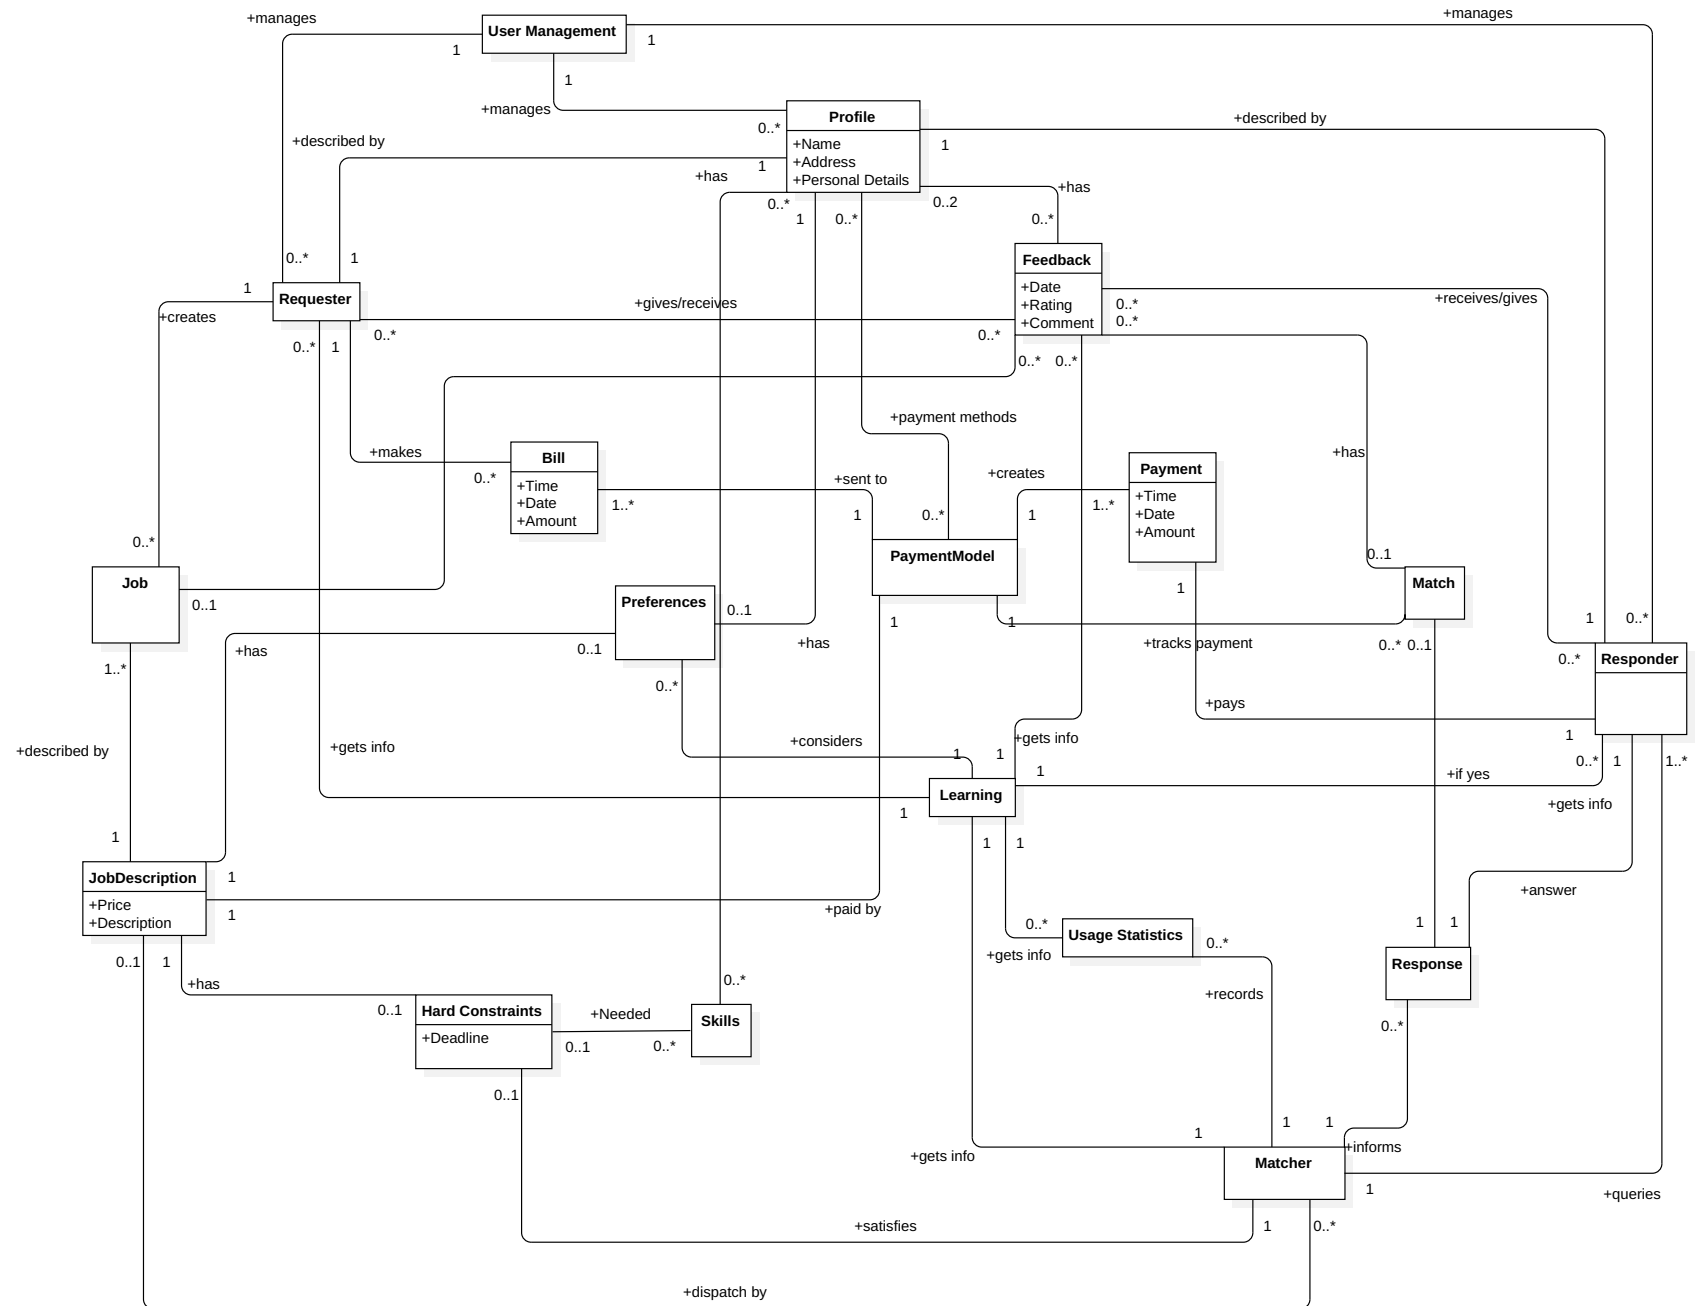 +manages
User Management
+manages
1
1
1
+manages
Profile
0..*
+described by
+described by
+Name
1
+Address
1
+has
+Personal Details
+has
0..*
1
0..*
0..2
0..*
0..*
1
Feedback
1
Requester
+Date
+creates
+gives/receives
+Rating
0..*
+receives/gives
+Comment
0..*
0..*
1
0..*
0..*
0..*
0..*
+payment methods
+makes
Bill
+has
0..*
+sent to
+creates
Payment
+Time
+Time
+Date
1..*
1..*
+Date
+Amount
1
0..*
1
+Amount
0..*
0..1
PaymentModel
Job
Match
0..1
Preferences
0..1
1
1
1
1
0..*
+has
0..1
+has
+tracks payment
0..*
0..1
0..*
Responder
1..*
0..*
+pays
+described by
+gets info
+considers
+gets info
1
1
1
1
0..*
1
1..*
+if yes
Learning
+gets info
1
1
1
1
JobDescription
1
+Price
+answer
+Description
1
+paid by
0..*
1
1
Usage Statistics
0..*
0..1
1
+gets info
Response
+has
0..*
+records
0..1
Hard Constraints
+Needed
Skills
+Deadline
0..1
0..*
0..*
0..1
1
1
1
+gets info
+informs
Matcher
1
+queries
+satisfies
1
0..*
+dispatch by